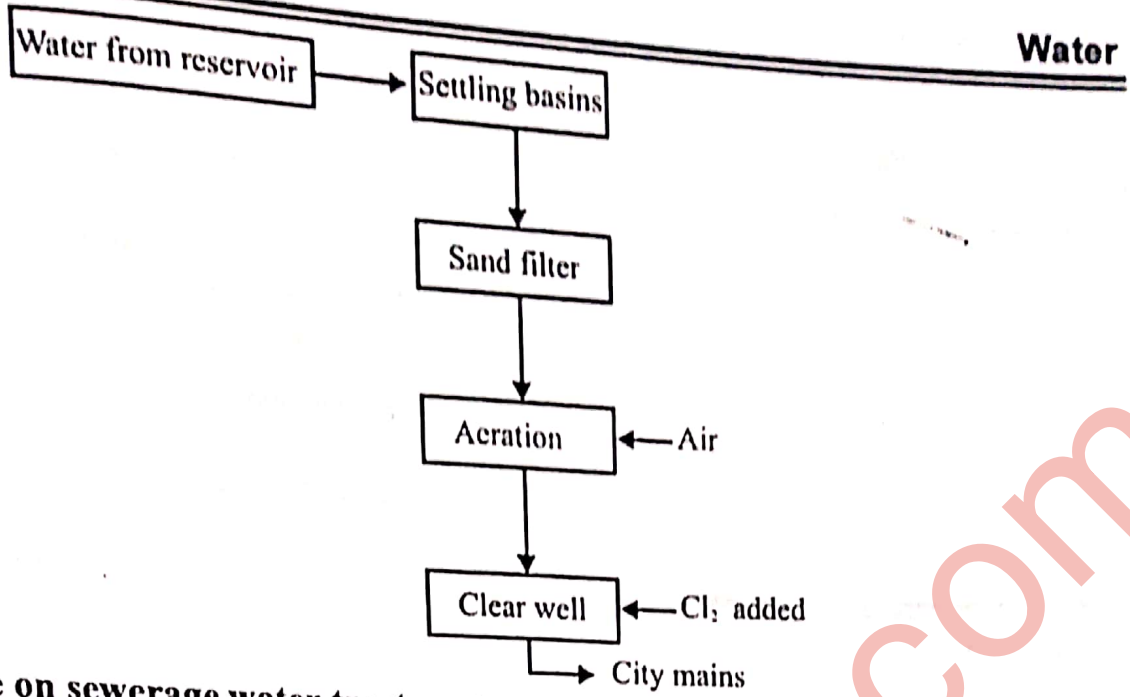 Water
Water from reservoir
Settling basins
Sand filter
Aeration
Air
Clear well
Cl₂ added
City mains
on sewerage water
com